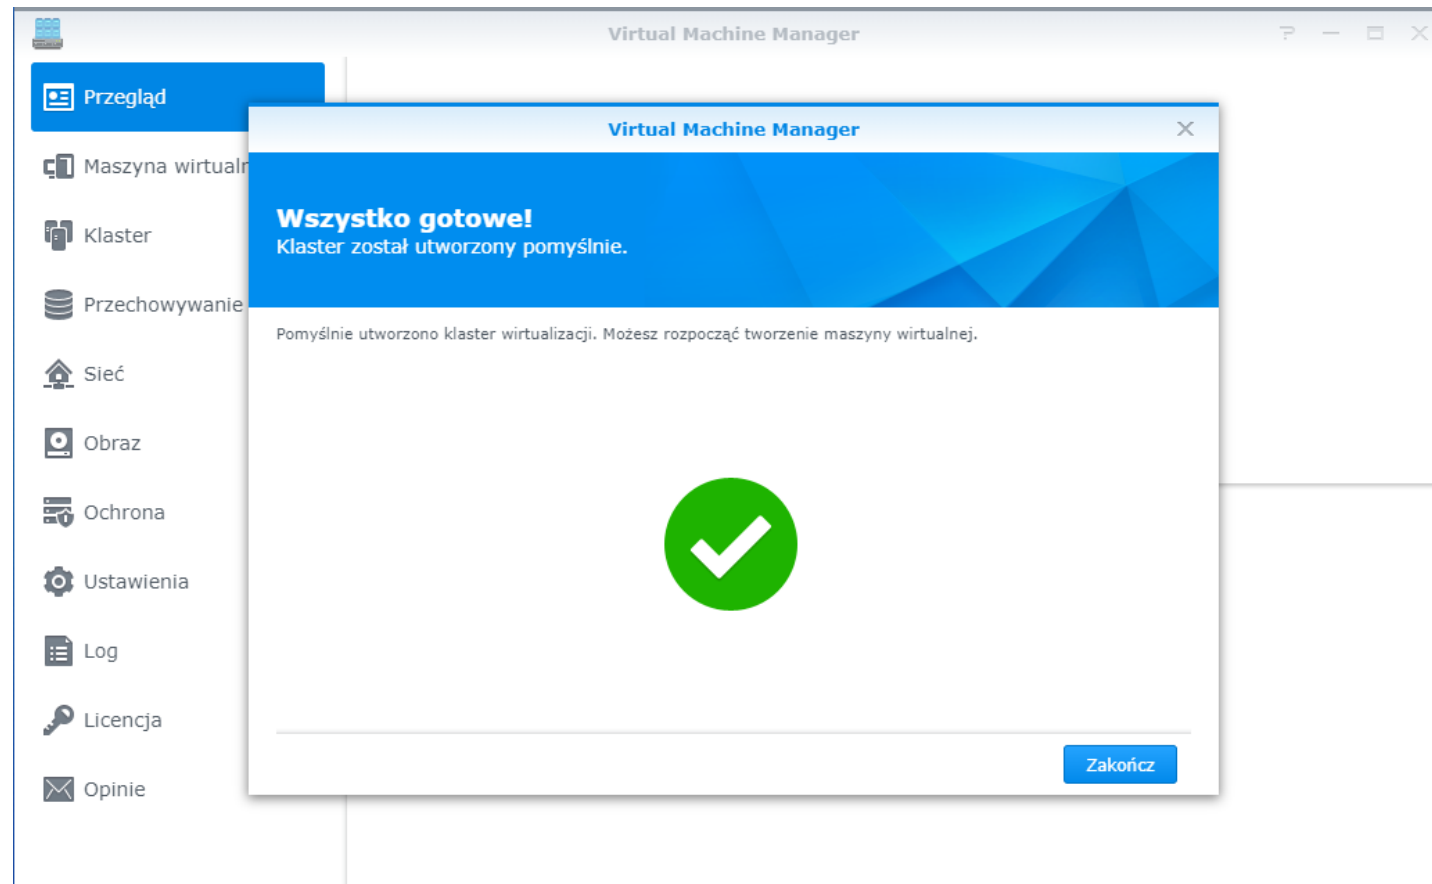 Virtual Machine Manager
Przegląd
Maszyna wirtualn
Klaster
Przechowywanie
Sieć
Obraz
Ochrona
Ustawienia
Log
Licencja
Opinie
Virtual Machine Manager
Wszystko gotowe!
Klaster został utworzony pomyślnie.
Pomyślnie utworzono klaster wirtualizacji. Możesz rozpocząć tworzenie maszyny wirtualnej.
Zakończ